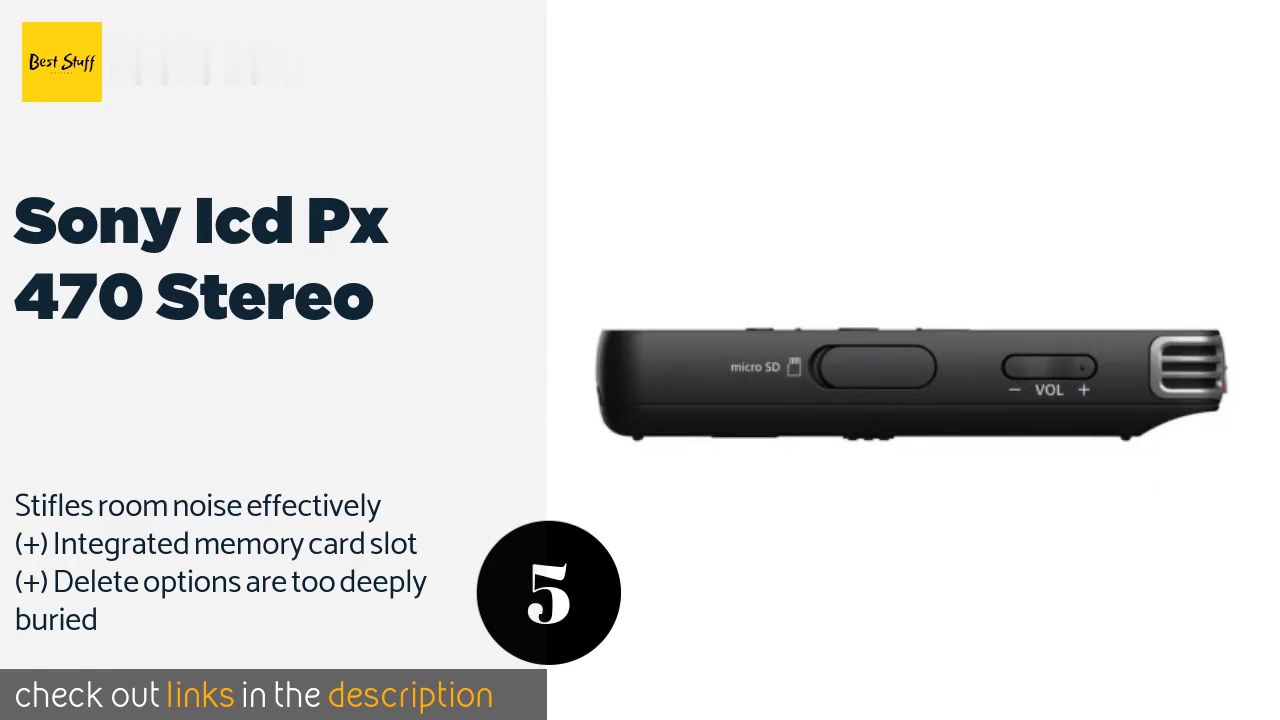 Best Stuff
Sony Icd Px
470 Stereo
micro SD
− VOL +
Stifles room noise effectively
(+) Integrated memory card slot
(+) Delete options are too deeply
buried
5
check out links in the description